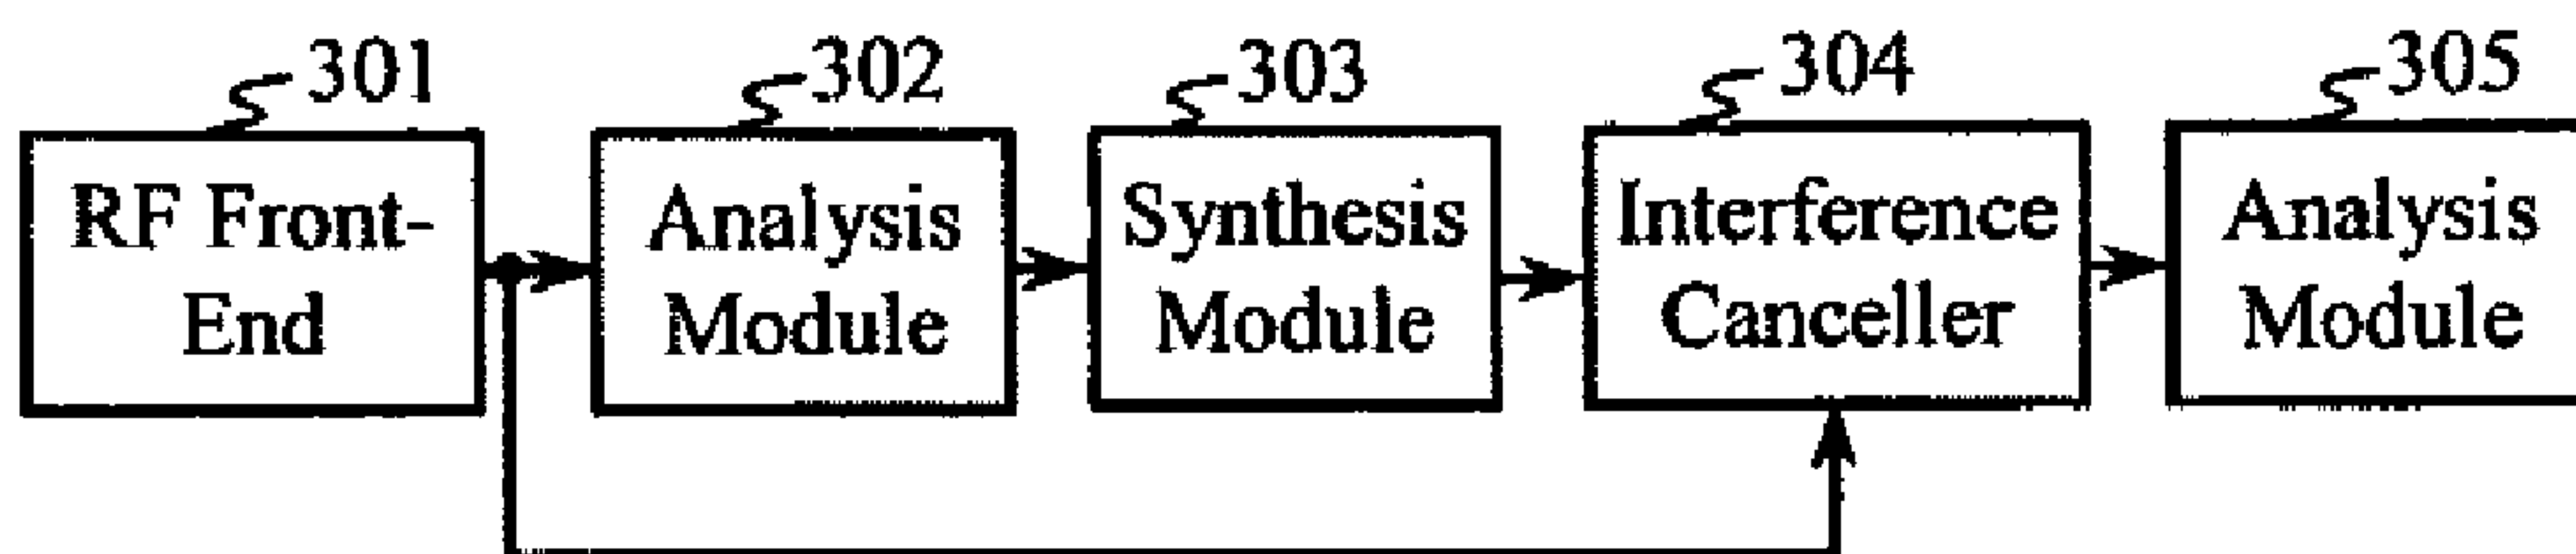 301
302
303
304
305
RF Front-
End
Analysis
Module
Synthesis
Module
Interference
Canceller
Analysis
Module